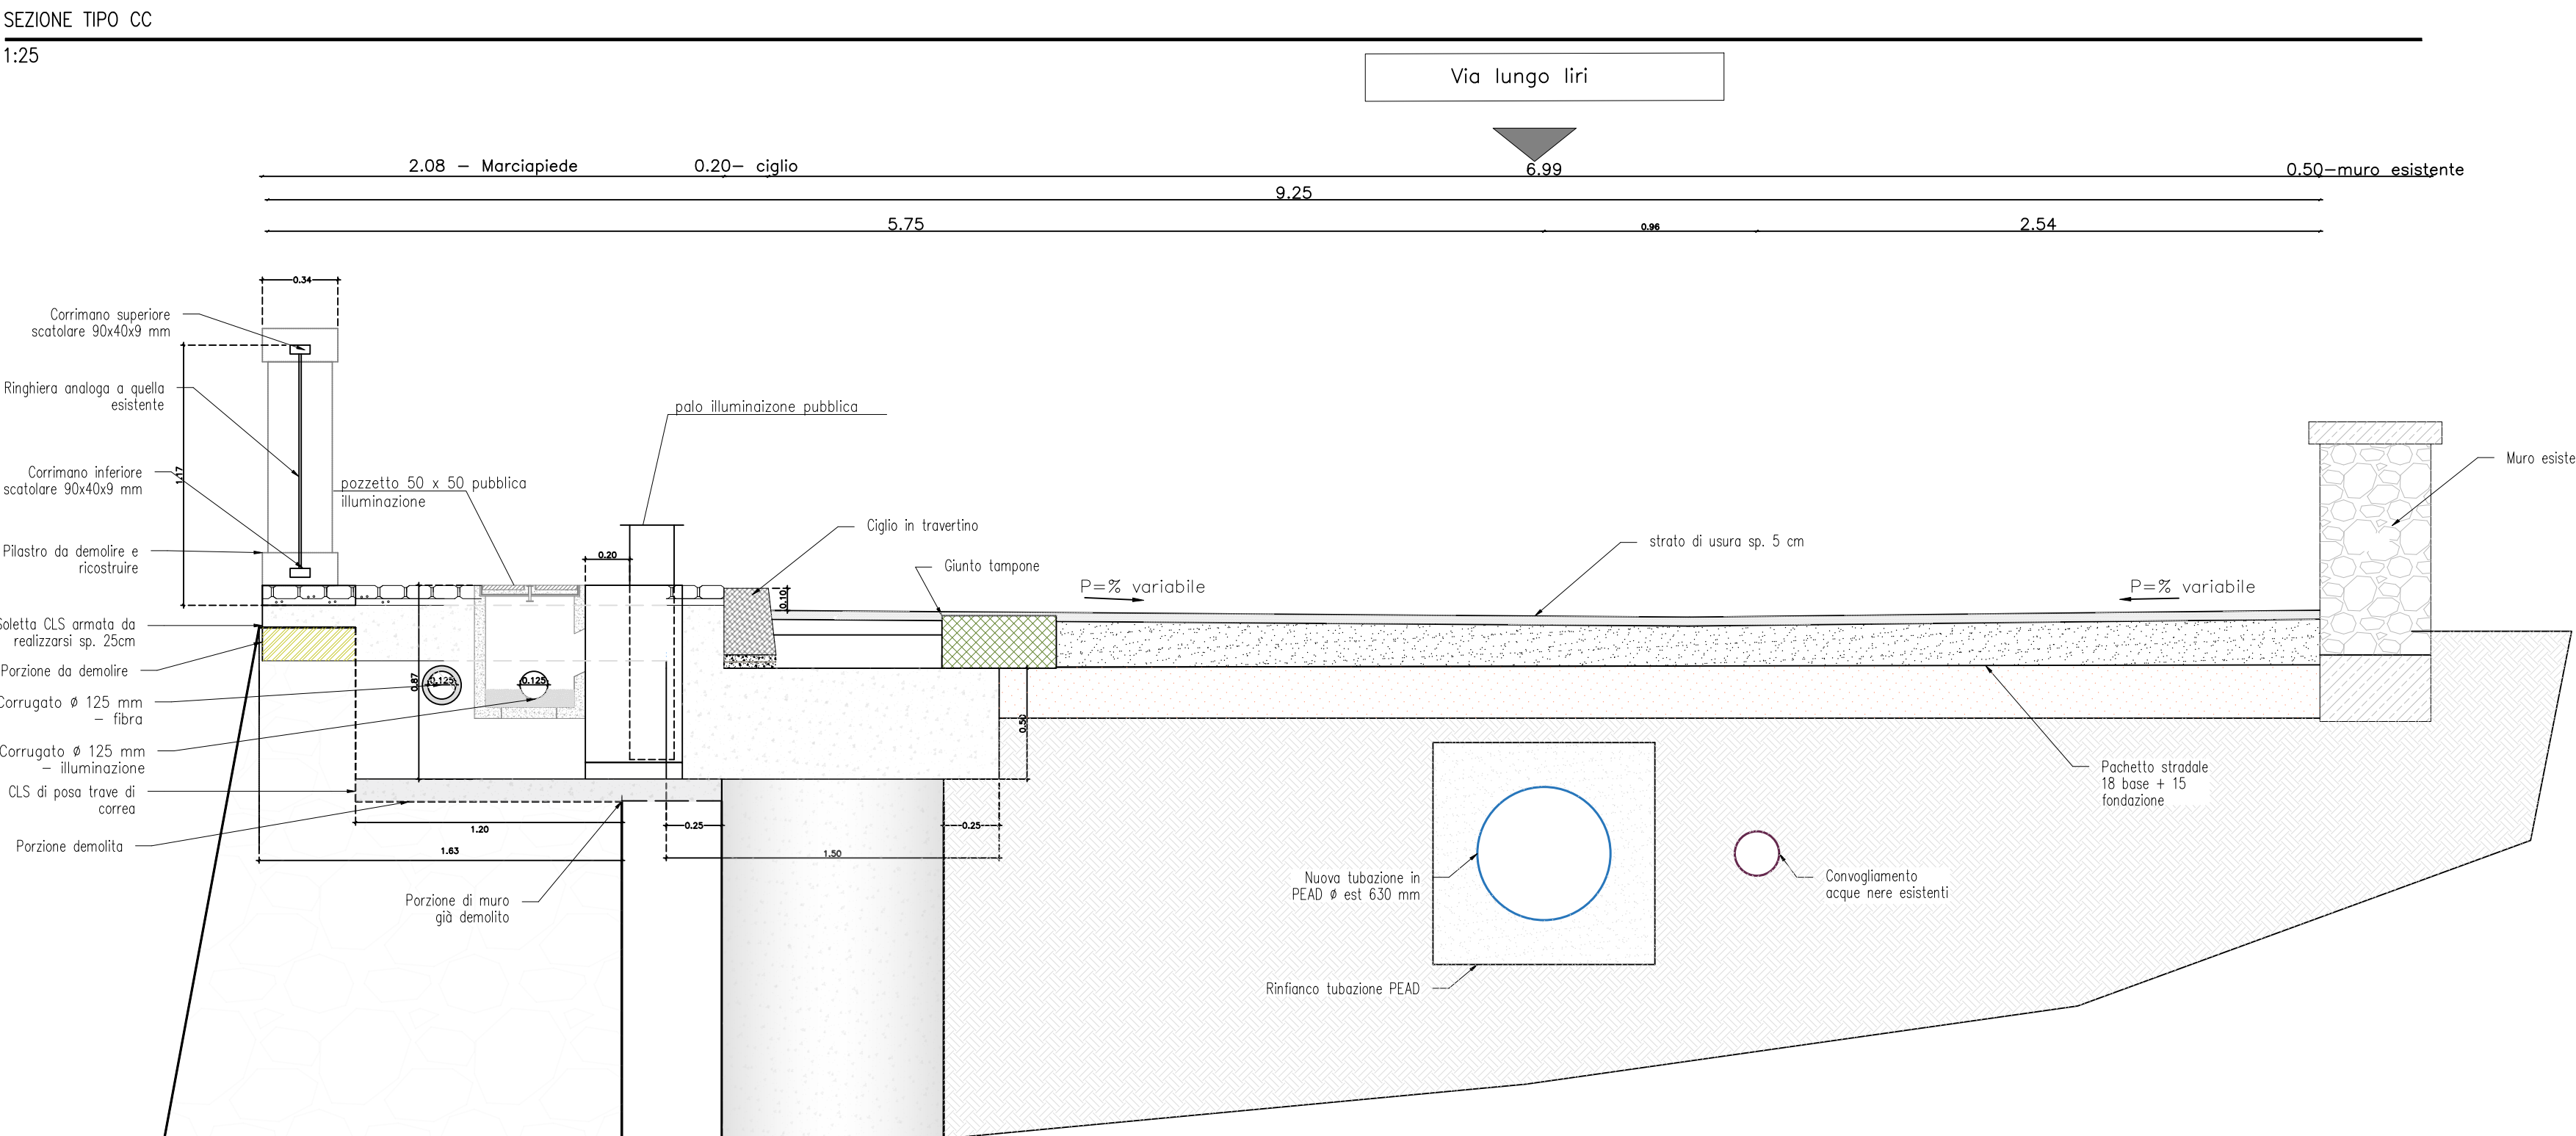 SEZIONE TIPO CC
1:25
Via lungo liri
2.08 – Marciapiede
0.20– ciglio
6.99
0.50–muro esistente
9.25
5.75
0.96
2.54
0.34
Corrimano superiore
scatolare 90x40x9 mm
Ringhiera analoga a quella
esistente
palo illuminaizone pubblica
Corrimano inferiore
scatolare 90x40x9 mm
1.17
pozzetto 50 x 50 pubblica
illuminazione
Muro esiste
Ciglio in travertino
strato di usura sp. 5 cm
Pilastro da demolire e
ricostruire
0.20
Giunto tampone
P=% variabile
P=% variabile
0.10
Soletta CLS armata da
realizzarsi sp. 25cm
Porzione da demolire
0.87
0.125
0.125
Corrugato ø 125 mm
– fibra
0.50
Corrugato ø 125 mm
– illuminazione
Pachetto stradale
18 base + 15
fondazione
CLS di posa trave di
correa
1.20
0.25
0.25
Porzione demolita
1.63
1.50
Nuova tubazione in
PEAD ø est 630 mm
Convogliamento
acque nere esistenti
Porzione di muro
già demolito
Rinfianco tubazione PEAD